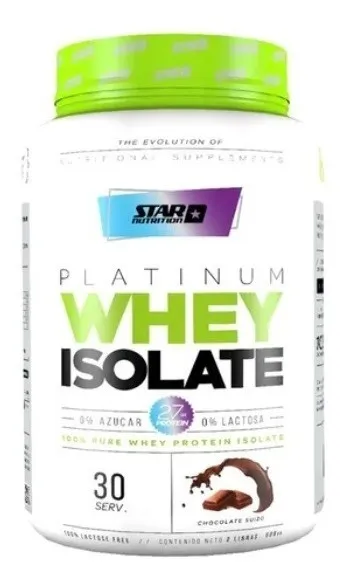 THE EVOLUTION OF
NUTRITIONAL SUPPLEMENTS
STAR
NUTRITION
PLATINUM
WHEY
ISOLATE
0% AZUCAR
27
PROTEIN
0% LACTOSA
100% PURE WHEY PROTEIN ISOLATE
30
SERV.
CHOCOLATE SUIZO
100% LACTOSE FREE // CONTENIDO NETO 2 LIBRAS